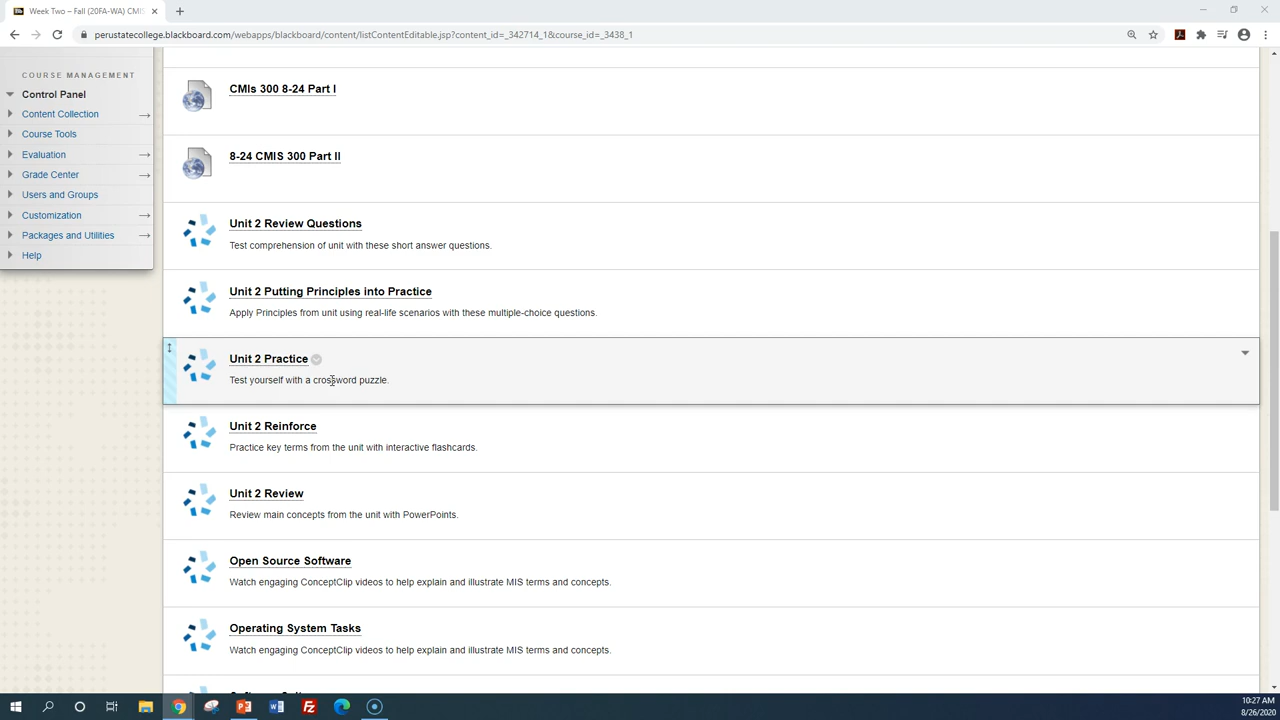 Week Two – Fall (20FA-WA) CMIS
perustatecollege.blackboard.com/webapps/blackboard/content/listContentEditable.jsp?content_id=_342714_1&course_id=_3438_1
COURSE MANAGEMENT
Control Panel
Content Collection
Course Tools
Evaluation
Grade Center
Users and Groups
Customization
Packages and Utilities
Help
CMIs 300 8-24 Part I
8-24 CMIS 300 Part II
Unit 2 Review Questions
Test comprehension of unit with these short answer questions.
Unit 2 Putting Principles into Practice
Apply Principles from unit using real-life scenarios with these multiple-choice questions.
Unit 2 Practice
Test yourself with a crossword puzzle.
Unit 2 Reinforce
Practice key terms from the unit with interactive flashcards.
Unit 2 Review
Review main concepts from the unit with PowerPoints.
Open Source Software
Watch engaging ConceptClip videos to help explain and illustrate MIS terms and concepts.
Operating System Tasks
Watch engaging ConceptClip videos to help explain and illustrate MIS terms and concepts.
10:27 AM
8/26/2020